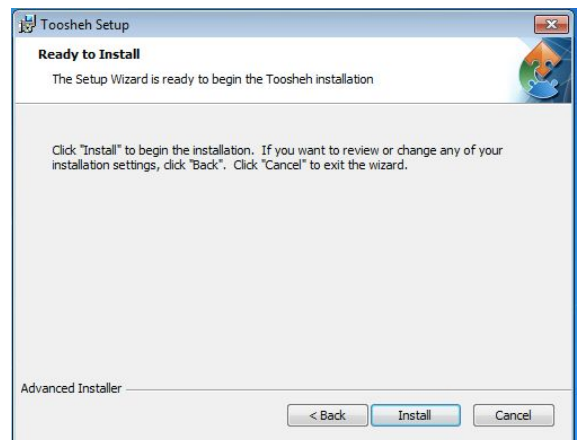 Toosheh Setup
Ready to Install
The Setup Wizard is ready to begin the Toosheh installation
Click "Install" to begin the installation. If you want to review or change any of your
installation settings, click "Back". Click "Cancel" to exit the wizard.
Advanced Installer
< Back Install Cancel